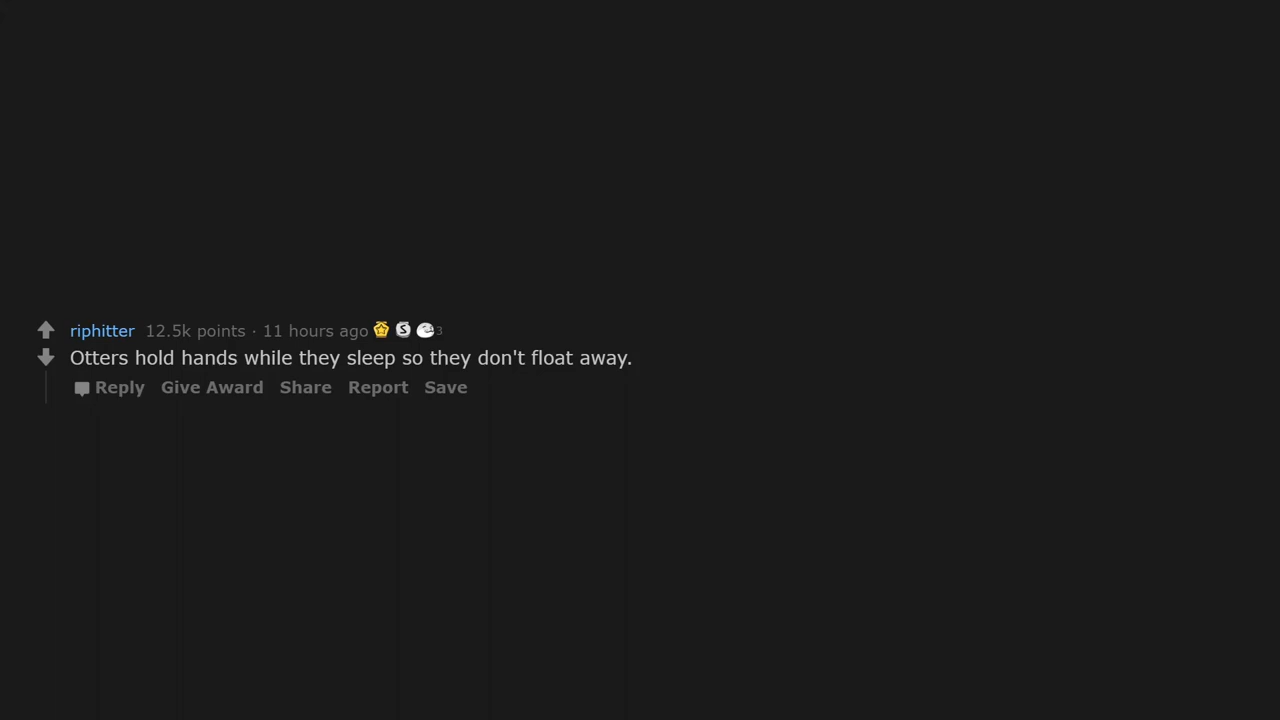 riphitter 12.5k points · 11 hours ago S 3
Otters hold hands while they sleep so they don't float away.
Reply Give Award Share Report Save